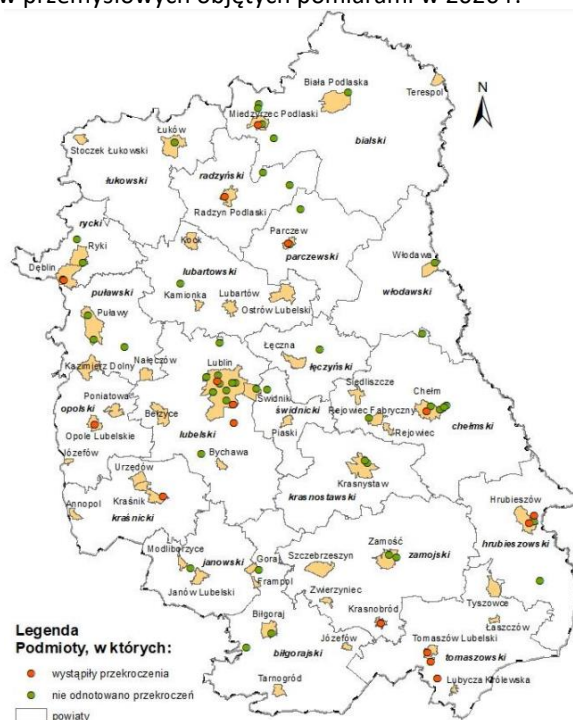 w przemysłowych objętych pomiarami w 2020 r.
N
Biała Podlaska
Terespol
Miedzyrzec Podlaski
bialski
Łuków
Stoczek Łukowski
łukowski
radzyński
Radzyn Podlaski
rycki
Ryki
Kock
Parczew
parczewski
Dęblin
lubartowski
Włodawa
włodawski
puławski
Kamionka
Lubartów
Ostrów Lubelski
Puławy
Lublin
Łęczna
łęczyński
Kazimierz Dolny
Nałęczów
Siedliszcze
Chełm
opolski
Poniatowa
Bełżyce
Świdnik
świdnicki
Rejowiec Fabryczny
chełmski
Opole Lubelskie
lubelski
Piaski
Rejowiec
Józefów
Urzędów
Bychawa
Krasnystaw
Annopol
Kraśnik
kraśnicki
krasnostawski
Hrubieszów
hrubieszowski
Modliborzyce
janowski
Goraj
Szczebrzeszyn
Zamość
zamojski
Janów Lubelski
Frampol
Zwierzyniec
Tyszowce
Krasnobród
Łaszczów
Biłgoraj
Józefów
Tomaszów Lubelski
biłgorajski
tomaszowski
Tarnogród
Lubycza Królewska
Legenda
Podmioty, w których:
wystąpiły przekroczenia
nie odnotowano przekroczeń
powiaty